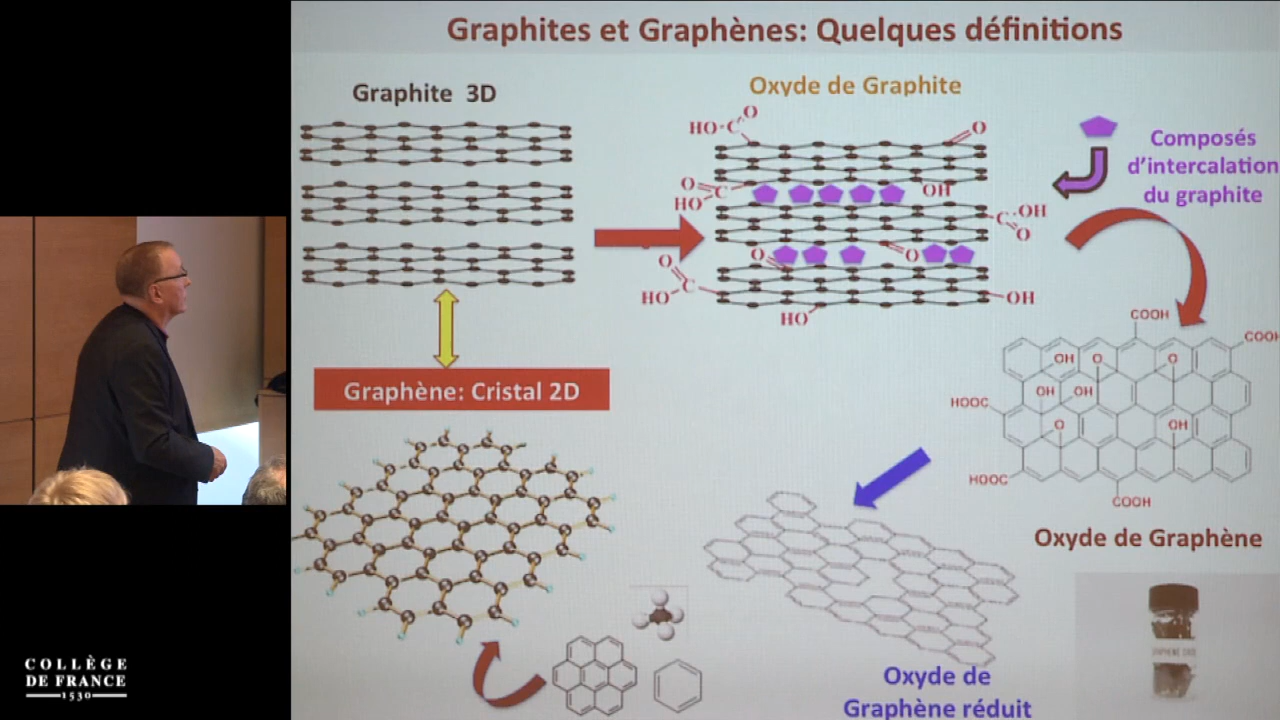 Graphites et Graphènes: Quelques définitions
Graphite 3D
Oxyde de Graphite
Composés
d'intercalation
du graphite
HO
C
O
O
O
C
HO
OH
C
OH
O
O
O
O
C
HO
OH
HO
Graphène: Cristal 2D
COOH
COOH
OH
O
O
OH
OH
HOOC
O
OH
HOOC
COOH
Oxyde de Graphène
GRAPHENE OXIDE
Oxyde de
Graphène réduit
COLLÈGE
DE FRANCE
1530